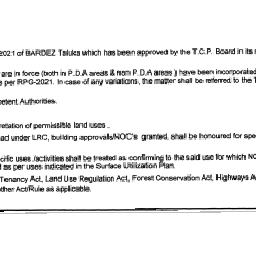 2021 of BARDEZ Taluka which has been approved by the T.C.P. Board in its
are in force (both in P.D.A areas & non P.D.A areas ) have been incorporated
s per RPG-2021. In case of any variations, the matter shall be referred to the T
petent Authorities.
retation of permissible land uses .
ad under LRC, building approvals/NOC's granted, shall be honoured for spe
cific uses /activities shall be treated as confirming to the said use for which NO
d as per uses indicated in the Surface Utilization Plan.
Tenancy Act, Land Use Regulation Act, Forest Conservation Act, Highways A
ther Act/Rule as applicable.